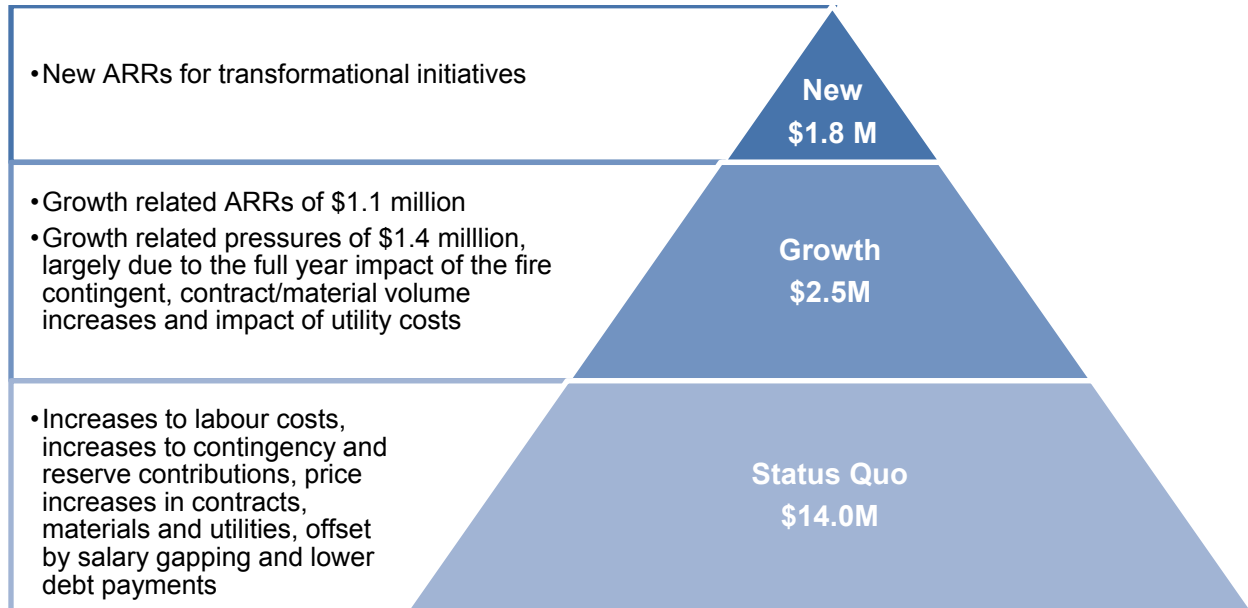 •New ARRs for transformational initiatives
New
$1.8 M
•Growth related ARRs of $1.1 million
•Growth related pressures of $1.4 milllion,
largely due to the full year impact of the fire
contingent, contract/material volume
increases and impact of utility costs
Growth
$2.5M
•Increases to labour costs,
increases to contingency and
reserve contributions, price
increases in contracts,
materials and utilities, offset
by salary gapping and lower
debt payments
Status Quo
$14.0M